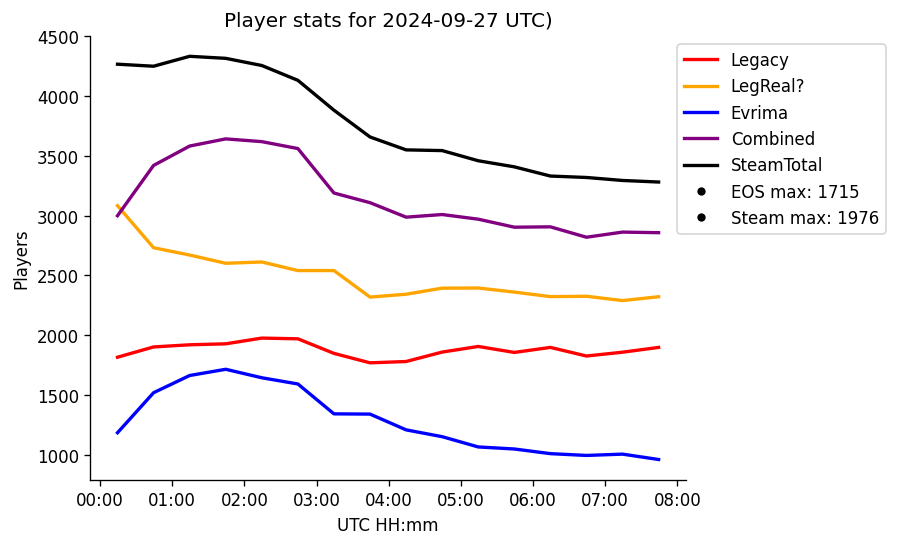 Player stats for 2024-09-27 UTC)
Players
4500
4000
3500
3000
2500
2000
1500
1000
00:00 01:00 02:00 03:00 04:00 05:00 06:00 07:00 08:00
UTC HH:mm
Legacy
LegReal?
Evrima
Combined
SteamTotal
EOS max: 1715
Steam max: 1976